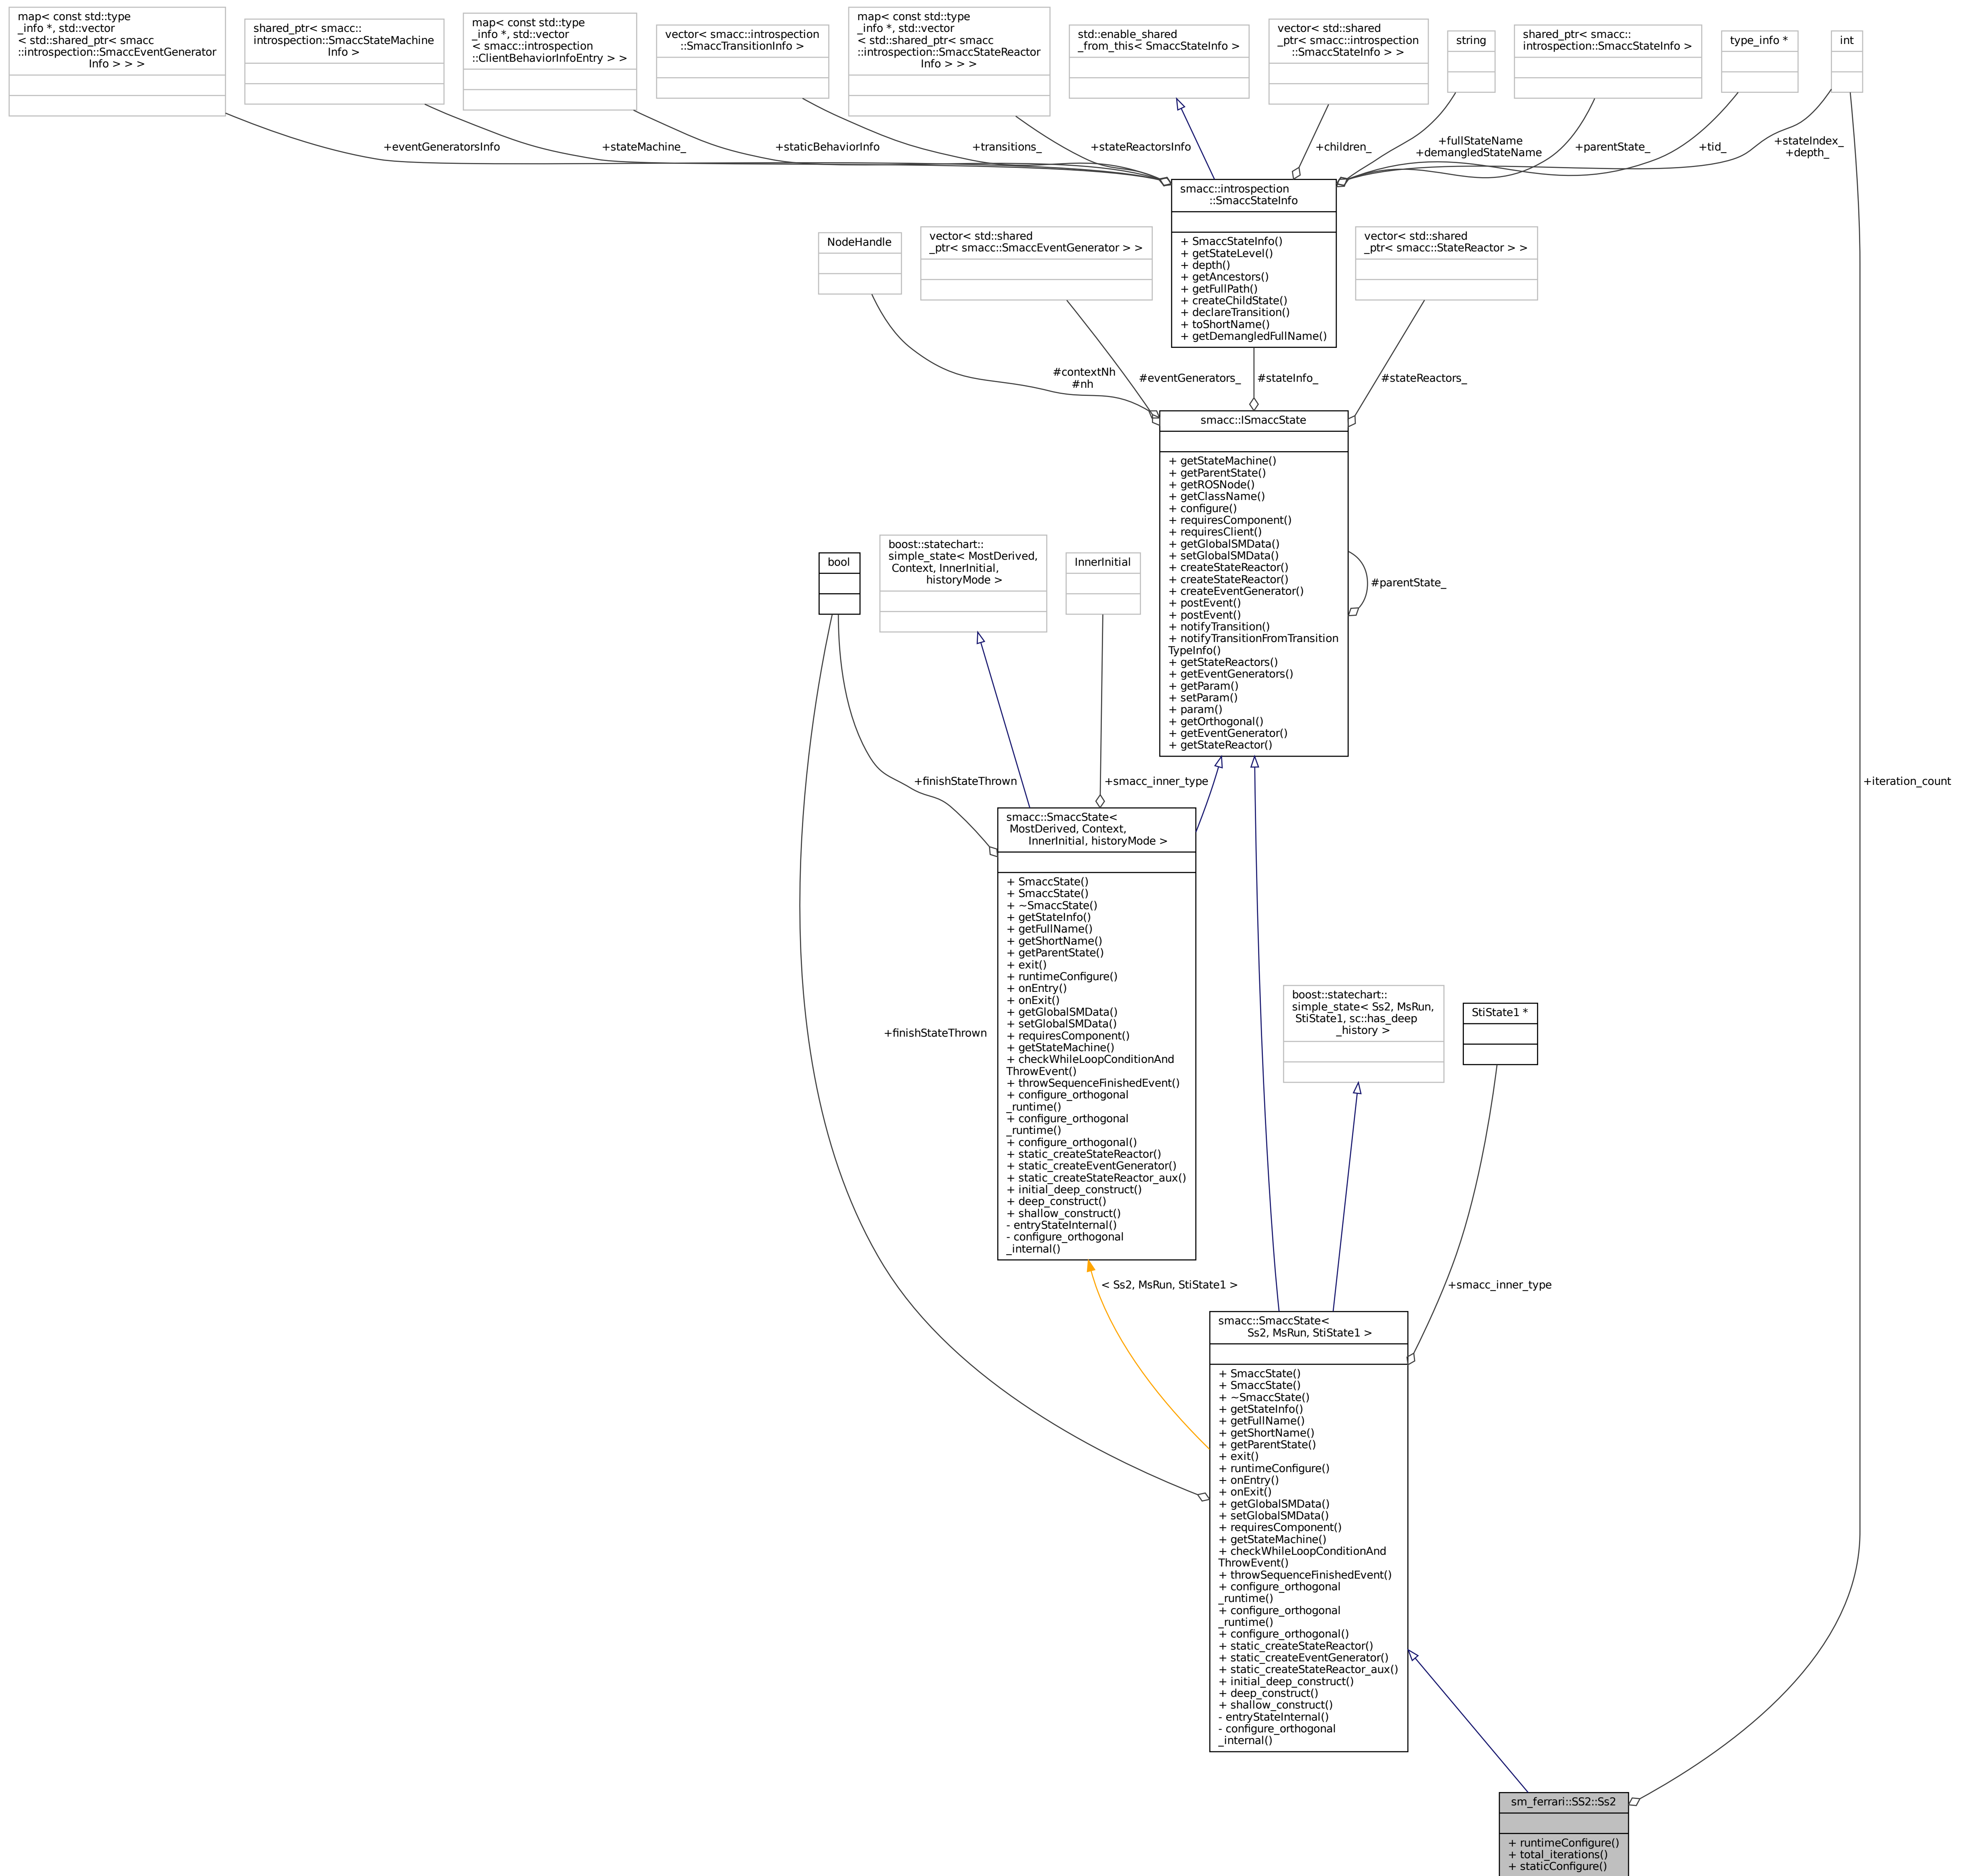 map< const std::type
_info *, std::vector
< std::shared_ptr< smacc
::introspection::SmaccEventGenerator
Info > > >
shared_ptr< smacc::
introspection::SmaccStateMachine
Info >
map< const std::type
_info *, std::vector
< smacc::introspection
::ClientBehaviorInfoEntry > >
vector< smacc::introspection
::SmaccTransitionInfo >
map< const std::type
_info *, std::vector
< std::shared_ptr< smacc
::introspection::SmaccStateReactor
Info > > >
std::enable_shared
_from_this< SmaccStateInfo >
vector< std::shared
_ptr< smacc::introspection
::SmaccStateInfo > >
string
shared_ptr< smacc::
introspection::SmaccStateInfo >
type_info *
int
+eventGeneratorsInfo
+stateMachine_
+staticBehaviorInfo
+transitions_
+stateReactorsInfo
+children_
+fullStateName
+demangledStateName
+parentState_
+tid_
+stateIndex_
+depth_
smacc::introspection
::SmaccStateInfo
+ SmaccStateInfo()
+ getStateLevel()
+ depth()
+ getAncestors()
+ getFullPath()
+ createChildState()
+ declareTransition()
+ toShortName()
+ getDemangledFullName()
NodeHandle
vector< std::shared
_ptr< smacc::SmaccEventGenerator > >
vector< std::shared
_ptr< smacc::StateReactor > >
#contextNh
#nh
#eventGenerators_
#stateInfo_
#stateReactors_
smacc::ISmaccState
+ getStateMachine()
+ getParentState()
+ getROSNode()
+ getClassName()
+ configure()
+ requiresComponent()
+ requiresClient()
+ getGlobalSMData()
+ setGlobalSMData()
+ createStateReactor()
+ createStateReactor()
+ createEventGenerator()
+ postEvent()
+ postEvent()
+ notifyTransition()
+ notifyTransitionFromTransition
TypeInfo()
+ getStateReactors()
+ getEventGenerators()
+ getParam()
+ setParam()
+ param()
+ getOrthogonal()
+ getEventGenerator()
+ getStateReactor()
#parentState_
bool
boost::statechart::
simple_state< MostDerived,
Context, InnerInitial,
historyMode >
InnerInitial
+finishStateThrown
+smacc_inner_type
+iteration_count
smacc::SmaccState<
MostDerived, Context,
InnerInitial, historyMode >
+ SmaccState()
+ SmaccState()
+ ~SmaccState()
+ getStateInfo()
+ getFullName()
+ getShortName()
+ getParentState()
+ exit()
+ runtimeConfigure()
+ onEntry()
+ onExit()
+ getGlobalSMData()
+ setGlobalSMData()
+ requiresComponent()
+ getStateMachine()
+ checkWhileLoopConditionAnd
ThrowEvent()
+ throwSequenceFinishedEvent()
+ configure_orthogonal
_runtime()
+ configure_orthogonal
_runtime()
+ configure_orthogonal()
+ static_createStateReactor()
+ static_createEventGenerator()
+ static_createStateReactor_aux()
+ initial_deep_construct()
+ deep_construct()
+ shallow_construct()
- entryStateInternal()
- configure_orthogonal
_internal()
+finishStateThrown
boost::statechart::
simple_state< Ss2, MsRun,
StiState1, sc::has_deep
_history >
StiState1 *
< Ss2, MsRun, StiState1 >
+smacc_inner_type
smacc::SmaccState<
Ss2, MsRun, StiState1 >
+ SmaccState()
+ SmaccState()
+ ~SmaccState()
+ getStateInfo()
+ getFullName()
+ getShortName()
+ getParentState()
+ exit()
+ runtimeConfigure()
+ onEntry()
+ onExit()
+ getGlobalSMData()
+ setGlobalSMData()
+ requiresComponent()
+ getStateMachine()
+ checkWhileLoopConditionAnd
ThrowEvent()
+ throwSequenceFinishedEvent()
+ configure_orthogonal
_runtime()
+ configure_orthogonal
_runtime()
+ configure_orthogonal()
+ static_createStateReactor()
+ static_createEventGenerator()
+ static_createStateReactor_aux()
+ initial_deep_construct()
+ deep_construct()
+ shallow_construct()
- entryStateInternal()
- configure_orthogonal
_internal()
sm_ferrari::SS2::Ss2
+ runtimeConfigure()
+ total_iterations()
+ staticConfigure()